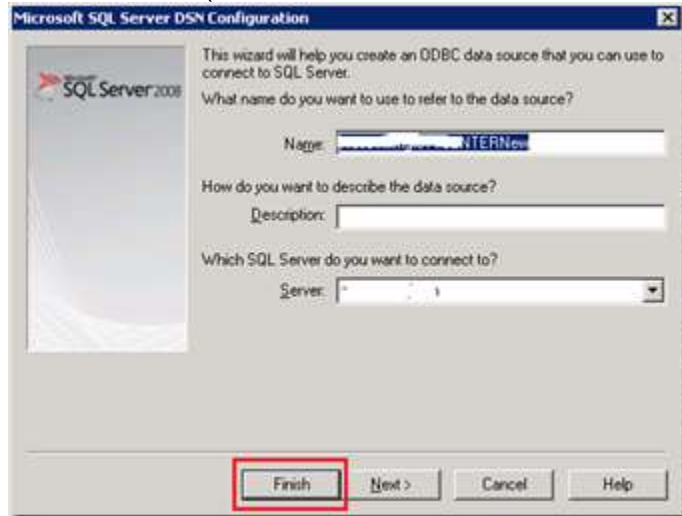 Microsoft SQL Server DSN Configuration
This wizard will help you create an ODBC data source that you can use to
connect to SQL Server.
Microsoft
SQL Server 2008
What name do you want to use to refer to the data source?
Name: NTERNew
How do you want to describe the data source?
Description:
Which SQL Server do you want to connect to?
Server:
Finish Next > Cancel Help